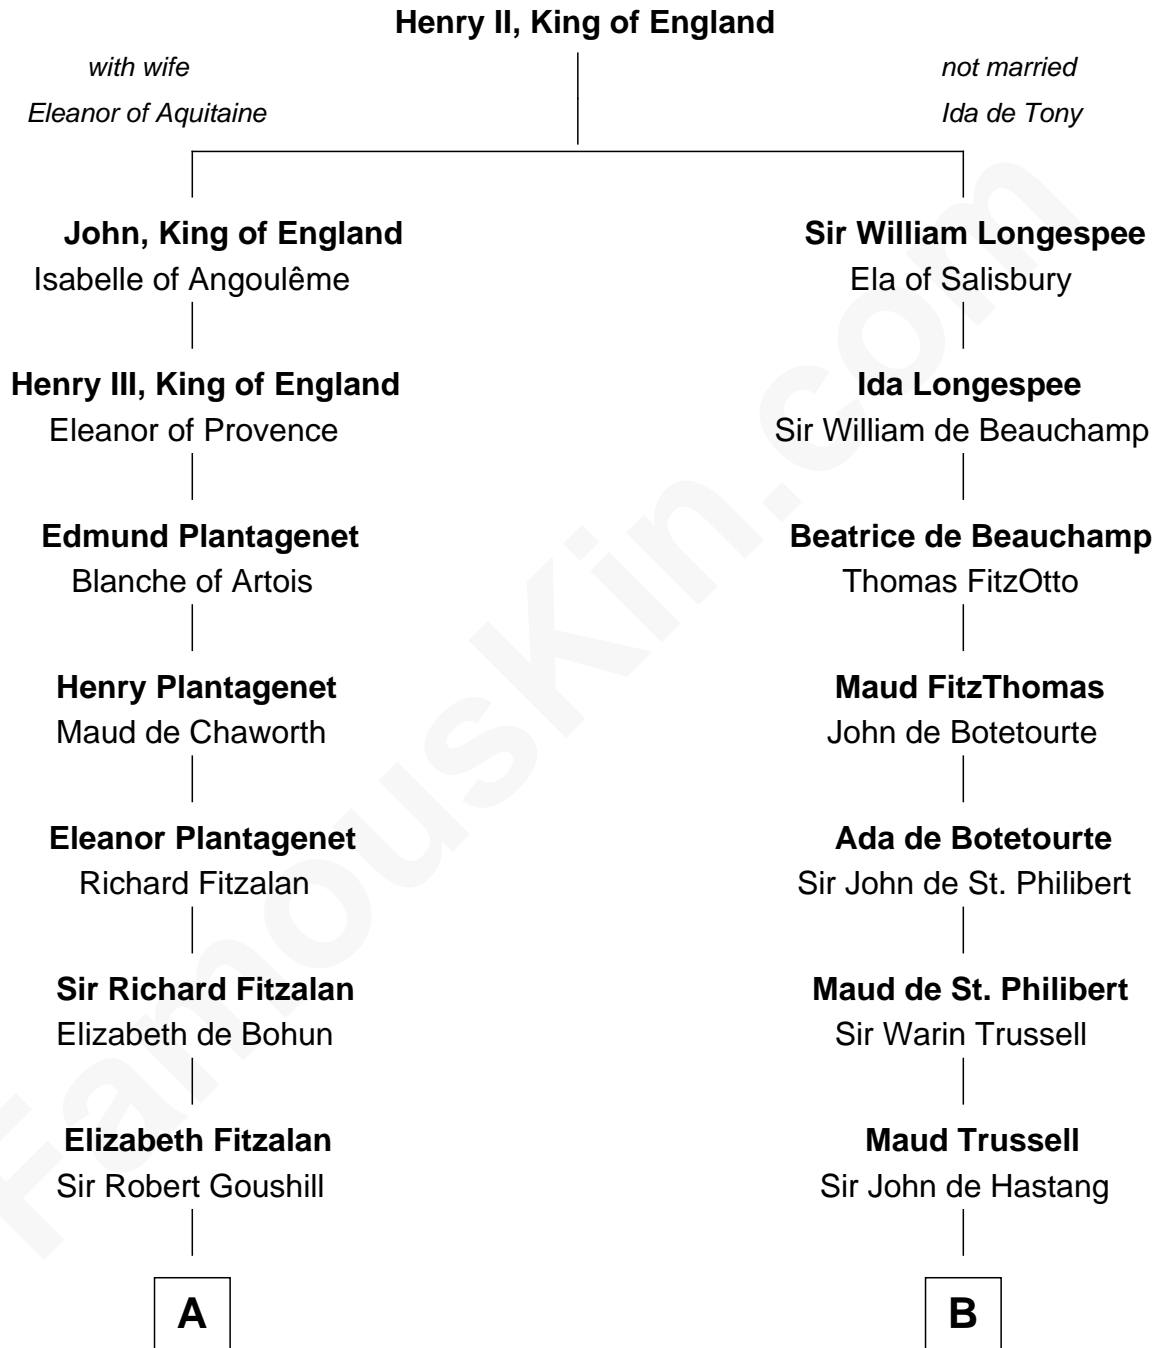 Henry II, King of England
with wife
Eleanor of Aquitaine
not married
Ida de Tony
John, King of England
Isabelle of Angoulême
Sir William Longespee
Ela of Salisbury
Henry III, King of England
Eleanor of Provence
Ida Longespee
Sir William de Beauchamp
Edmund Plantagenet
Blanche of Artois
Beatrice de Beauchamp
Thomas FitzOtto
Henry Plantagenet
Maud de Chaworth
Maud FitzThomas
John de Botetourte
Eleanor Plantagenet
Richard Fitzalan
Ada de Botetourte
Sir John de St. Philibert
Sir Richard Fitzalan
Elizabeth de Bohun
Maud de St. Philibert
Sir Warin Trussell
Elizabeth Fitzalan
Sir Robert Goushill
Maud Trussell
Sir John de Hastang
A
B
FamousKin.com